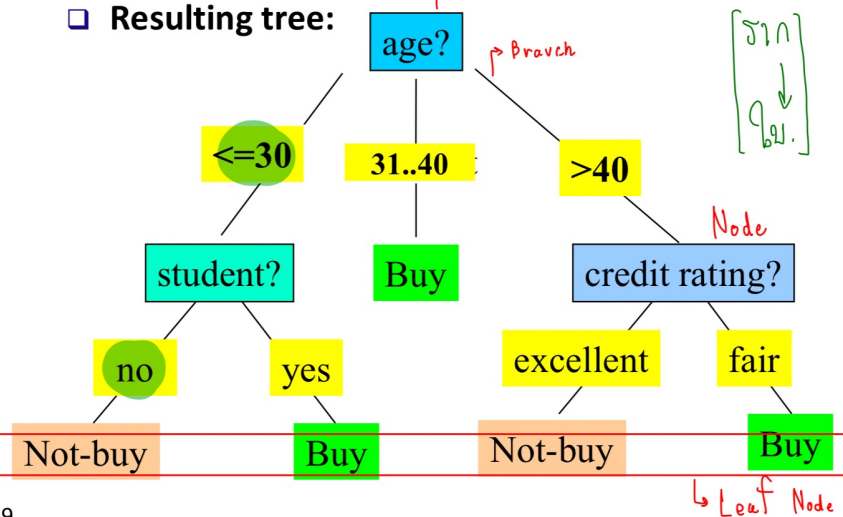 ❑ Resulting tree:
age?
Branch
ราก
ใบ.
<=30
31..40
>40
Node
student?
Buy
credit rating?
no
yes
excellent
fair
Not-buy
Buy
Not-buy
Buy
Leaf Node
9